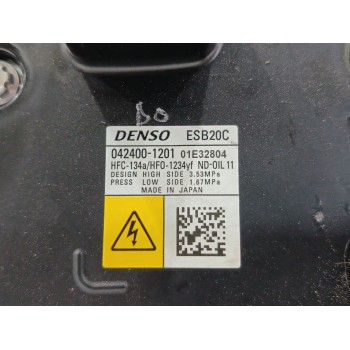 DENSO ESB20C
042400-1201 01E32804
HFC-134a/HFO-1234yf ND-OIL 11
DESIGN HIGH SIDE 3.53MPa
PRESS LOW SIDE 1.67MPa
MADE IN JAPAN